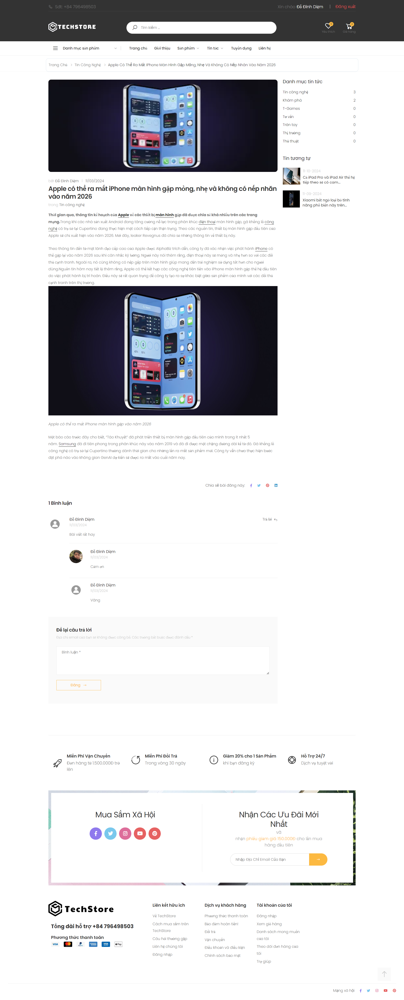 Sdt: +84 796498503
Xin chào Đỗ Đình Diệm | Đăng xuất
TECHSTORE
Tìm kiếm ...
0
Yêu thích
0
Giỏ hàng
Danh mục sản phẩm
Trang chủ Giới thiệu Sản phẩm Tin tức Tuyển dụng Liên hệ
Trang Chủ > Tin Công Nghệ > Apple Có Thể Ra Mắt IPhone Màn Hình Gập Mỏng, Nhẹ Và Không Có Nếp Nhăn Vào Năm 2026
bởi Đỗ Đình Diệm | 11/03/2024
Apple có thể ra mắt iPhone màn hình gập mỏng, nhẹ và không có nếp nhăn
vào năm 2026
trong Tin công nghệ
Thời gian qua, thông tin kế hoạch của Apple về các thiết bị màn hình gập đã được chia sẻ khá nhiều trên các trang
mạng.Trong khi các nhà sản xuất Android đang tăng cường nỗ lực trong phân khúc điện thoại màn hình gập, gã khổng lồ công
nghệ có trụ sở tại Cupertino đang thực hiện một cách tiếp cận thận trọng. Theo các nguồn tin, thiết bị màn hình gập đầu tiên của
Apple sẽ chỉ xuất hiện vào năm 2026. Mới đây, leaker Revegnus đã chia sẻ những thông tin về thiết bị này.
Theo thông tin đến từ một lãnh đạo cấp cao của Apple được AlphaBiz trích dẫn, công ty đã xác nhận việc phát hành iPhone có
thể gập lại vào năm 2026 sau khi cân nhắc kỹ lưỡng. Người này nói thêm rằng, điện thoại này sẽ mỏng và nhẹ hơn so với các đối
thủ cạnh tranh. Ngoài ra, nó cũng không có nếp gấp trên màn hình giúp mang đến trải nghiệm sử dụng tốt hơn cho người
dùng.Nguồn tin hôm nay tiết lộ thêm rằng, Apple có thể kết hợp các công nghệ tiên tiến vào iPhone màn hình gập thế hệ đầu tiên
do việc phát hành bị trì hoãn. Điều này sẽ rất quan trọng để công ty tạo ra sự khác biệt giữa sản phẩm của mình với các đối thủ
cạnh tranh trên thị trường.
Apple có thể ra mắt iPhone màn hình gập vào năm 2026
Một báo cáo trước đây cho biết, “Táo Khuyết” đã phát triển thiết bị màn hình gập đầu tiên của mình trong ít nhất 5
năm. Samsung đã đi tiên phong trong phân khúc này vào năm 2019 và đã đi được một chặng đường dài kể từ đó. Gã khổng lồ
công nghệ có trụ sở tại Cupertino thường dành thời gian cho những lần ra mắt sản phẩm mới. Công ty vẫn chưa thực hiện bước
đột phá nào vào không gian GenAI dự kiến sẽ được ra mắt vào cuối năm nay.
Chia sẻ bài đăng này:
1 Bình luận
Đỗ Đình Diệm
Trả lời
11/03/2024
Bài viết rất hay
Đỗ Đình Diệm
11/03/2024
Cảm ơn
Đỗ Đình Diệm
11/03/2024
Vâng
Để lại câu trả lời
Địa chỉ email của bạn sẽ không được công bố. Các trường bắt buộc được đánh dấu *
Bình luận *
Đăng →
Danh mục tin tức
Tin công nghệ 3
Khám phá 2
T-Games 0
Tư vấn 0
Trên tay 0
Thị trường 0
Thủ thuật 0
Tin tương tự
11-10-2024
Cả iPad Pro và iPad Air thế hệ
tiếp theo sẽ có cam...
11-09-2024
Xiaomi bất ngờ loại bỏ tính
năng phổ biến này trên...
Miễn Phí Vận Chuyển
Đơn hàng từ 1.500.000Đ trở
lên
Miễn Phí Đổi Trả
Trong vòng 30 ngày
Giảm 20% cho 1 Sản Phẩm
khi bạn đăng ký
Hỗ Trợ 24/7
Dịch vụ tuyệt vời
Mua Sắm Xã Hội
Nhận Các Ưu Đãi Mới
Nhất
và
nhận phiếu giảm giá 150.000Đ cho lần mua
hàng đầu tiên
Nhập Địa Chỉ Email Của Bạn →
TechStore
Tổng đài hỗ trợ +84 796498503
Phương thức thanh toán
Liên kết hữu ích
Về TechStore
Cách mua sắm trên
TechStore
Câu hỏi thường gặp
Liên hệ chúng tôi
Đăng nhập
Dịch vụ khách hàng
Phương thức thanh toán
Bảo đảm hoàn tiền!
Đổi trả
Vận chuyển
Điều khoản và điều kiện
Chính sách bảo mật
Tài khoản của tôi
Đăng nhập
Xem giỏ hàng
Danh sách mong muốn
của tôi
Theo dõi đơn hàng của
tôi
Trợ giúp
Mạng xã hội